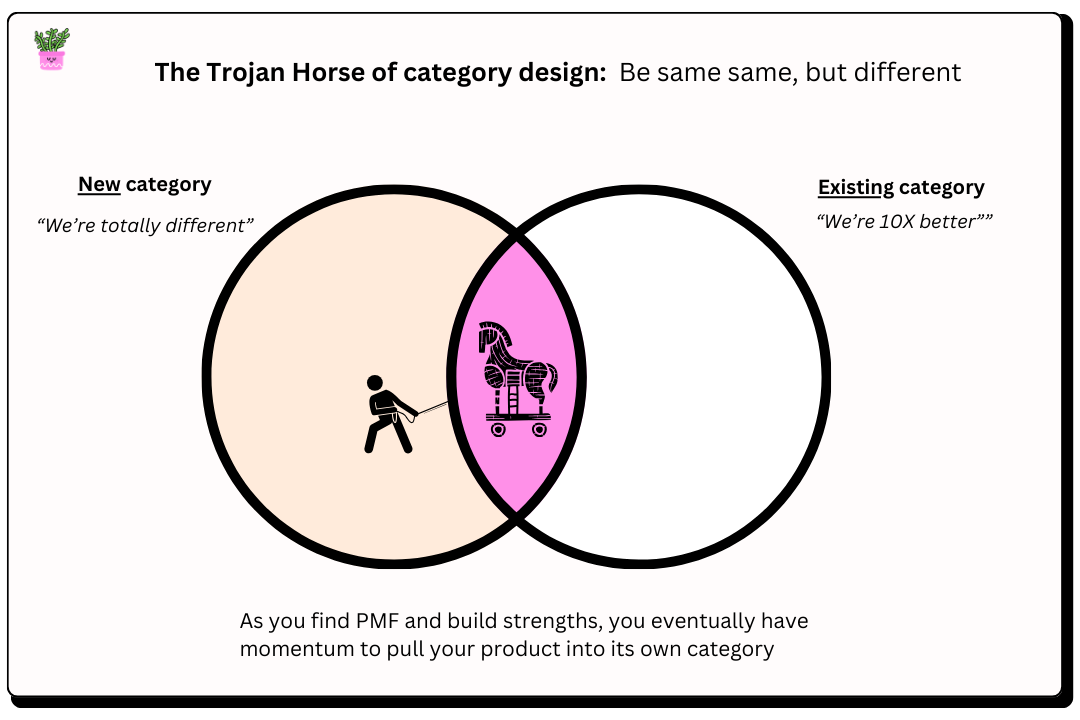 The Trojan Horse of category design: Be same same, but different
New category
“We’re totally different”
Existing category
“We’re 10X better””
As you find PMF and build strengths, you eventually have
momentum to pull your product into its own category